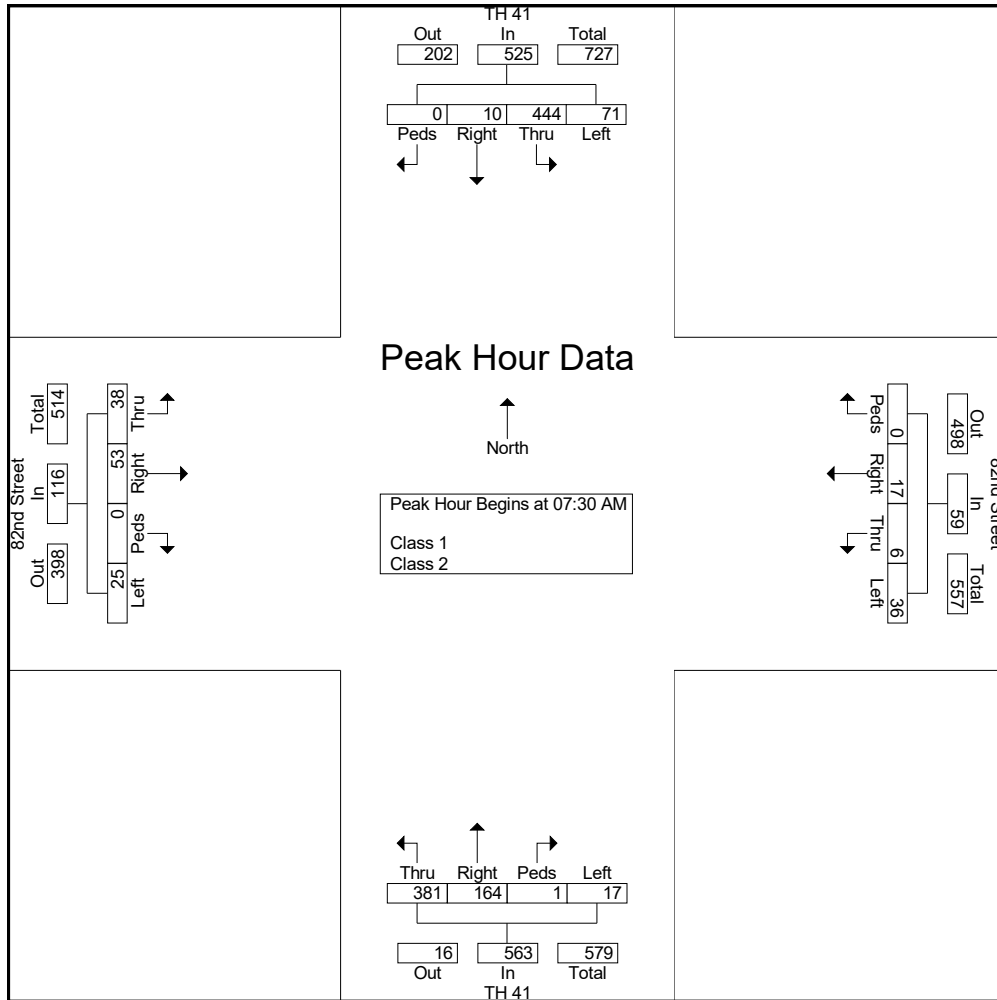 TH 41
Out In Total
202 525 727
0 10 444 71
Peds Right Thru Left
Peak Hour Data
North
Peak Hour Begins at 07:30 AM
Class 1
Class 2
82nd Street
Total In Out
514 116 398
38 53 0 25
Thru Right Peds Left
82nd Street
Out In Total
498 59 557
0 17 6 36
Peds Right Thru Left
Thru Right Peds Left
381 164 1 17
16 563 579
Out In Total
TH 41